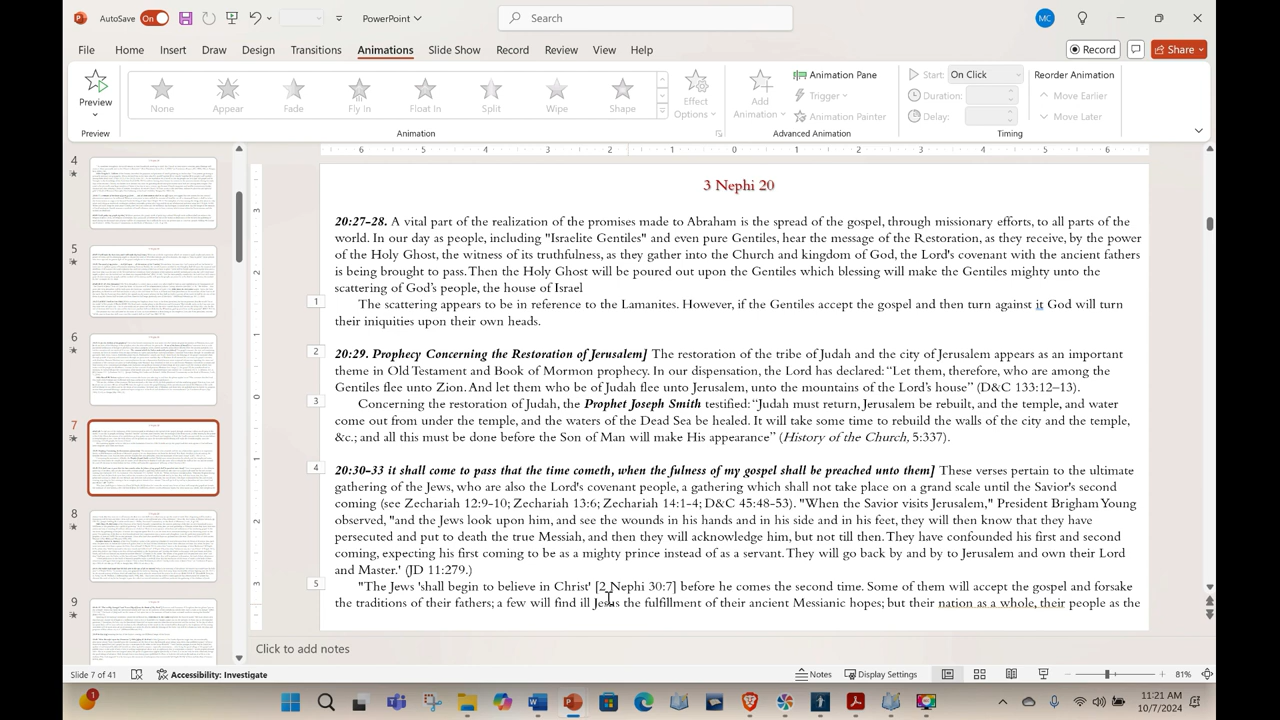 AutoSave On PowerPoint Search MC Record Share
File Home Insert Draw Design Transitions Animations Slide Show Record Review View Help
Preview None Appear Fade Fly In Float In Split Wipe Shape Effect Options Add Animation Animation Pane Trigger Animation Painter Start: On Click Duration: Delay: Reorder Animation Move Earlier Move Later
Preview Animation Advanced Animation Timing
3 Nephi 20
20:27-28. A vital part of the realization of the promises made to Abraham is the spread of the gospel, through missionary efforts, to all parts of the
world. In our day as people, including "Israelite Gentiles" and even pure Gentiles, hear the message of the Restoration, as they receive, by the power
of the Holy Ghost, the witness of its truthfulness, as they gather into the Church and kingdom of God, the Lord's covenant with the ancient fathers
is being brought to pass. Then the Holy Ghost will be poured out upon the Gentiles which blessing will make the Gentiles mighty unto the
scattering of God's people, the house of Israel
The scattering appears to be in reference to the Lamanites. However, if the Gentiles accept the gospel and then turn against it God will turn
their iniquities upon their own heads.
20:29. Prophecy Concerning the Restoration of Jerusalem] The restoration of the tribe of Judah and the city of Jerusalem appears as an important
theme in Old Testament and Book of Mormon prophecy. In our dispensation, the Lord declared: “Let them, therefore, who are among the
Gentiles flee unto Zion. And let them who be of Judah flee unto Jerusalem, unto the mountains of the Lord’s house” (D&C 133:12–13).
Concerning the restoration of Judah, the Prophet Joseph Smith testified: “Judah must return, Jerusalem be rebuilt, and the temple, and water
come out from under the temple, and the waters of the Dead Sea be healed. It will take some time to rebuild the walls of the city and the temple,
etc.; and all this must be done before the Son of Man will make His appearance” (History of the Church, 5:337).
20:30-33 it shall come to pass that the time cometh, when the fulness of my gospel shall be preached unto them] These verses pertain to the ultimate
gathering of the Jews, who are also of the covenant people, a gathering which shall not take place on a grand scale until the Savior's second
coming (see Zechariah 12:9-10; Zechariah 13:6; Zechariah 14:1-4; D&C 45:48-53). "When the Savior visits Jerusalem," President Brigham Young
observed, "and the Jews look upon him, and see the wounds in his hands and in his side and in his feet, they will then know that they have
persecuted and put to death the true Messiah, and then they will acknowledge him, but not till then. They have confounded his first and second
coming, expecting his first coming to be as a mighty prince instead of as a servant. They will go back by and by to Jerusalem and own their Lord
and Master." (JD 11:279.)
"The Jews 'shall begin to believe in Christ' [2 Nephi 30:7] before he comes the second time. Some of them will accept the gospel and forsake
the traditions of their fathers; a few will find in Jesus the fulfillment of their ancient Messianic hopes; but their nation as a whole, their people as the
Click to add notes
Slide 7 of 41 Accessibility: Investigate Notes Display Settings 81%
11:21 AM
10/7/2024